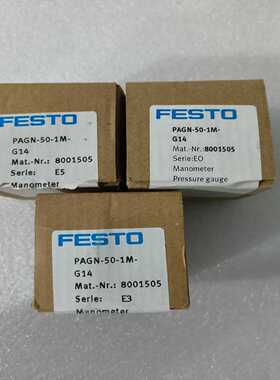 FESTO
PAGN-50-1M-
G14
Mat.-Nr.: 8001505
Serie: E5
Manometer
FESTO
PAGN-50-1M-
G14
Mat.-Nr.:8001505
Serie:EO
Manometer
Pressure gauge
FESTO
PAGN-50-1M-
G14
Mat.-Nr.: 8001505
Serie: E3
Manometer